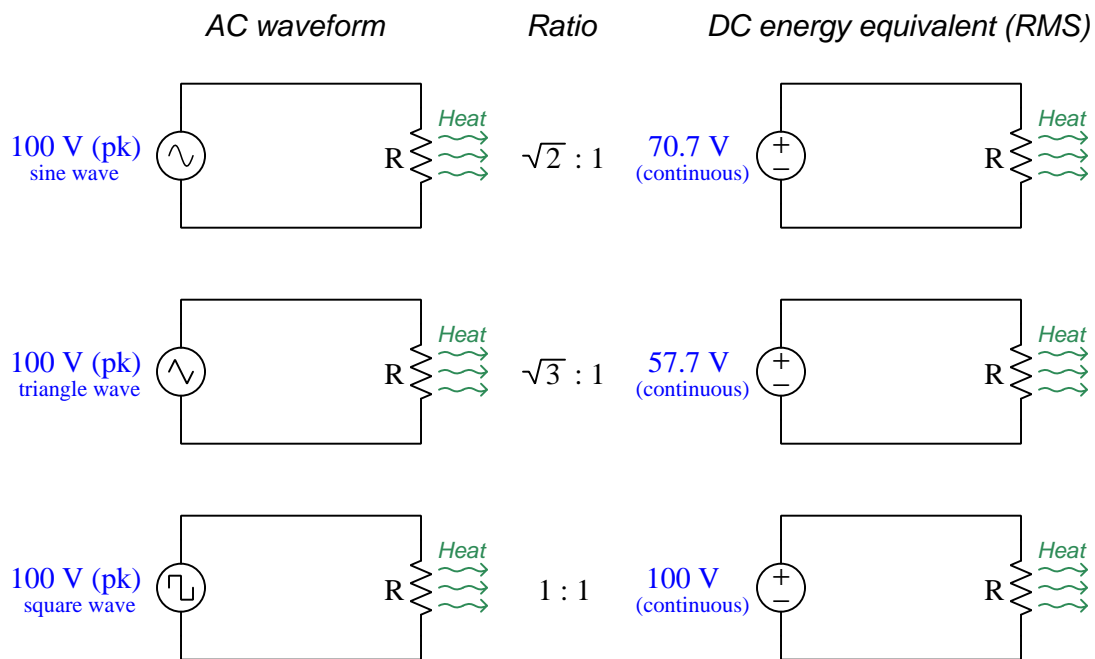 AC waveform Ratio DC energy equivalent (RMS)
Heat Heat
100 V (pk) R √2 : 1 70.7 V + R
sine wave (continuous) −
Heat Heat
100 V (pk) R √3 : 1 57.7 V + R
triangle wave (continuous) −
Heat Heat
100 V (pk) R 1 : 1 100 V + R
square wave (continuous) −